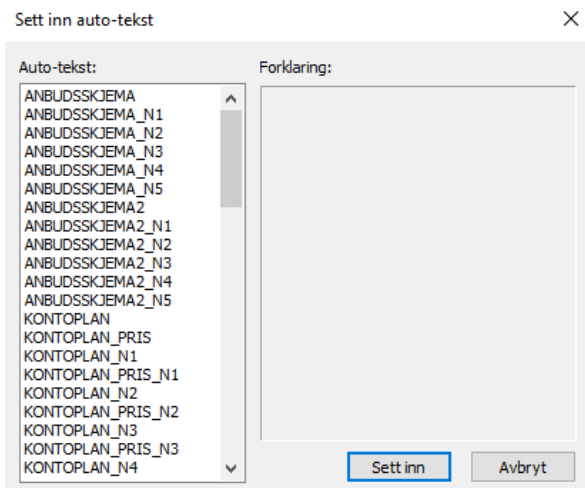 Sett inn auto-tekst
Auto-tekst:
Forklaring:
ANBUDSSKJEMA
ANBUDSSKJEMA_N1
ANBUDSSKJEMA_N2
ANBUDSSKJEMA_N3
ANBUDSSKJEMA_N4
ANBUDSSKJEMA_N5
ANBUDSSKJEMA2
ANBUDSSKJEMA2_N1
ANBUDSSKJEMA2_N2
ANBUDSSKJEMA2_N3
ANBUDSSKJEMA2_N4
ANBUDSSKJEMA2_N5
KONTOPLAN
KONTOPLAN_PRIS
KONTOPLAN_N1
KONTOPLAN_PRIS_N1
KONTOPLAN_N2
KONTOPLAN_PRIS_N2
KONTOPLAN_N3
KONTOPLAN_PRIS_N3
KONTOPLAN_N4
Sett inn
Avbryt